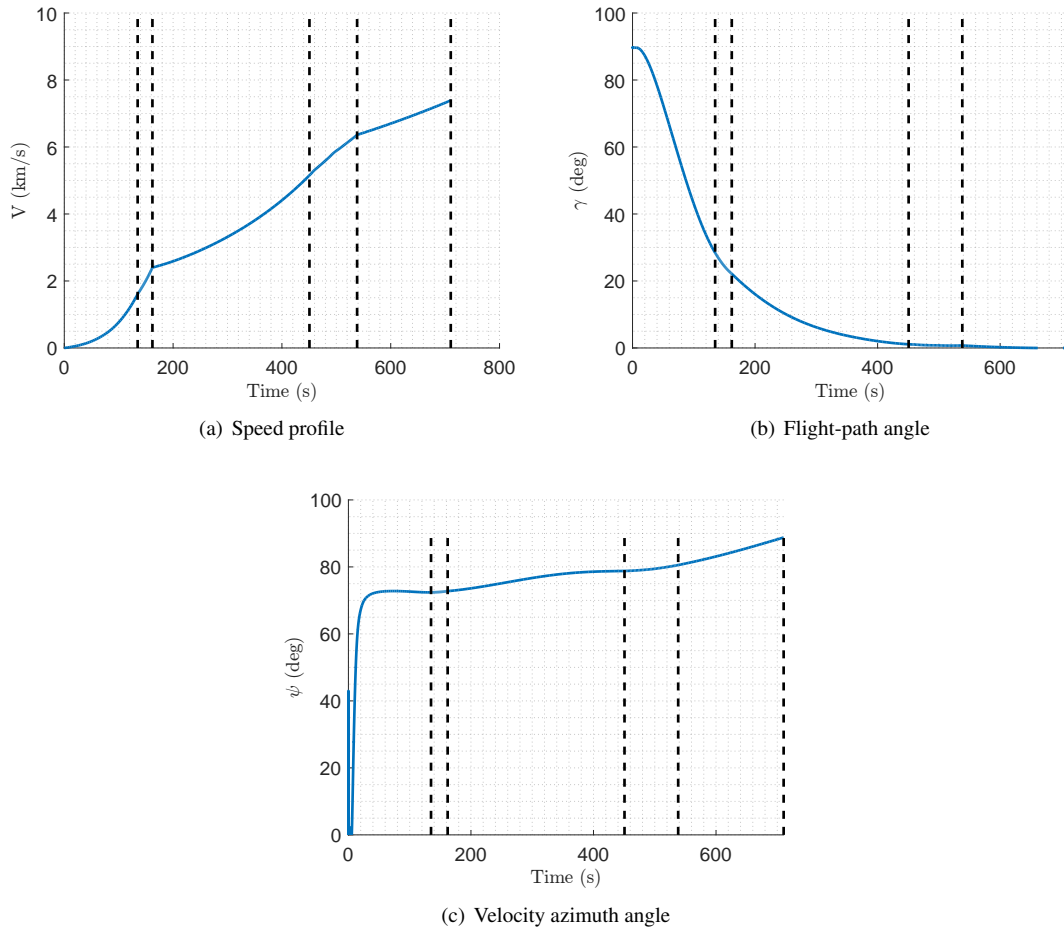 10
8
6
4
2
0
V (km/s)
0 200 400 600 800
Time (s)
(a) Speed profile
100
80
60
40
20
0
γ (deg)
0 200 400 600
Time (s)
(b) Flight-path angle
100
80
60
40
20
0
ψ (deg)
0 200 400 600
Time (s)
(c) Velocity azimuth angle